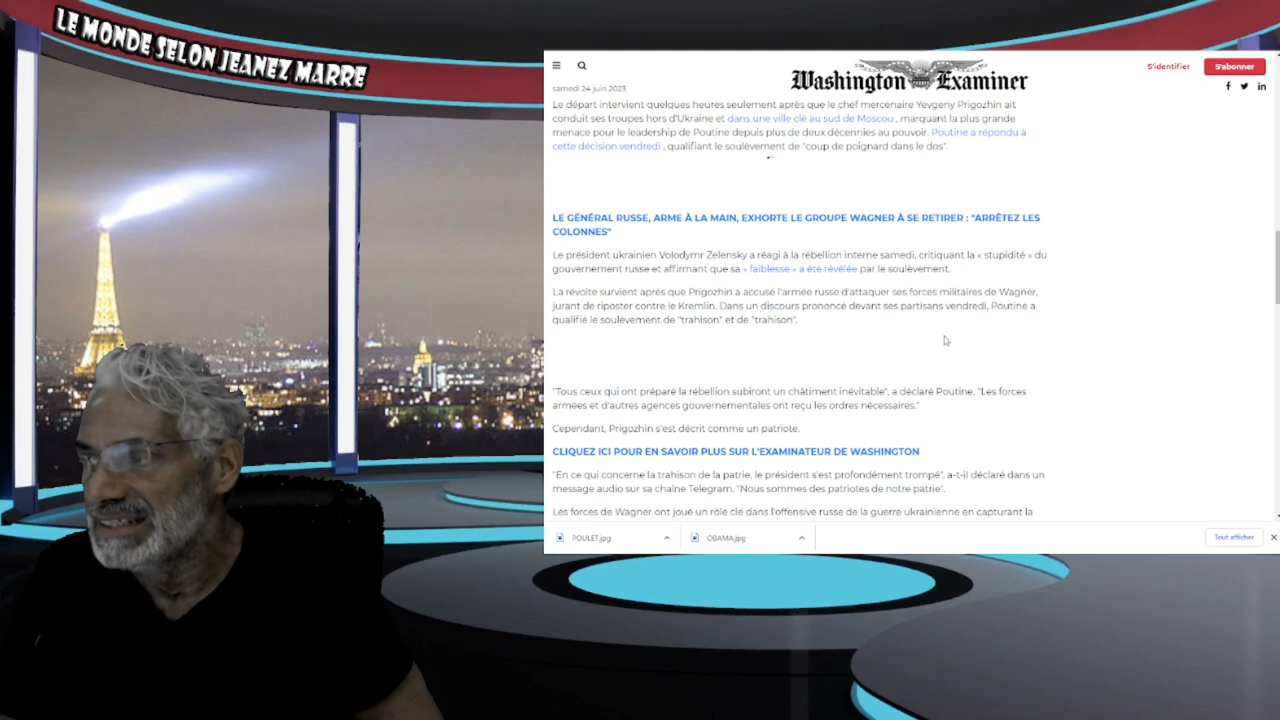 LE MONDE SELON JEANEZ MARRE
Washington Examiner
S'identifier
S'abonner
samedi 24 juin 2023
Le départ intervient quelques heures seulement après que le chef mercenaire Yevgeny Prigozhin ait
conduit ses troupes hors d'Ukraine et dans une ville clé au sud de Moscou , marquant la plus grande
menace pour le leadership de Poutine depuis plus de deux décennies au pouvoir. Poutine a répondu à
cette décision vendredi , qualifiant le soulèvement de "coup de poignard dans le dos".
LE GÉNÉRAL RUSSE, ARME À LA MAIN, EXHORTE LE GROUPE WAGNER À SE RETIRER : "ARRÊTEZ LES
COLONNES"
Le président ukrainien Volodymr Zelensky a réagi à la rébellion interne samedi, critiquant la « stupidité » du
gouvernement russe et affirmant que sa « faiblesse » a été révélée par le soulèvement.
La révolte survient après que Prigozhin a accusé l'armée russe d'attaquer ses forces militaires de Wagner,
jurant de riposter contre le Kremlin. Dans un discours prononcé devant ses partisans vendredi, Poutine a
qualifié le soulèvement de "trahison" et de "trahison".
"Tous ceux qui ont préparé la rébellion subiront un châtiment inévitable", a déclaré Poutine. "Les forces
armées et d'autres agences gouvernementales ont reçu les ordres nécessaires."
Cependant, Prigozhin s'est décrit comme un patriote.
CLIQUEZ ICI POUR EN SAVOIR PLUS SUR L'EXAMINATEUR DE WASHINGTON
"En ce qui concerne la trahison de la patrie, le président s'est profondément trompé", a-t-il déclaré dans un
message audio sur sa chaîne Telegram. "Nous sommes des patriotes de notre patrie".
Les forces de Wagner ont joué un rôle clé dans l'offensive russe de la guerre ukrainienne en capturant la
POULET.jpg
OBAMA.jpg
Tout afficher